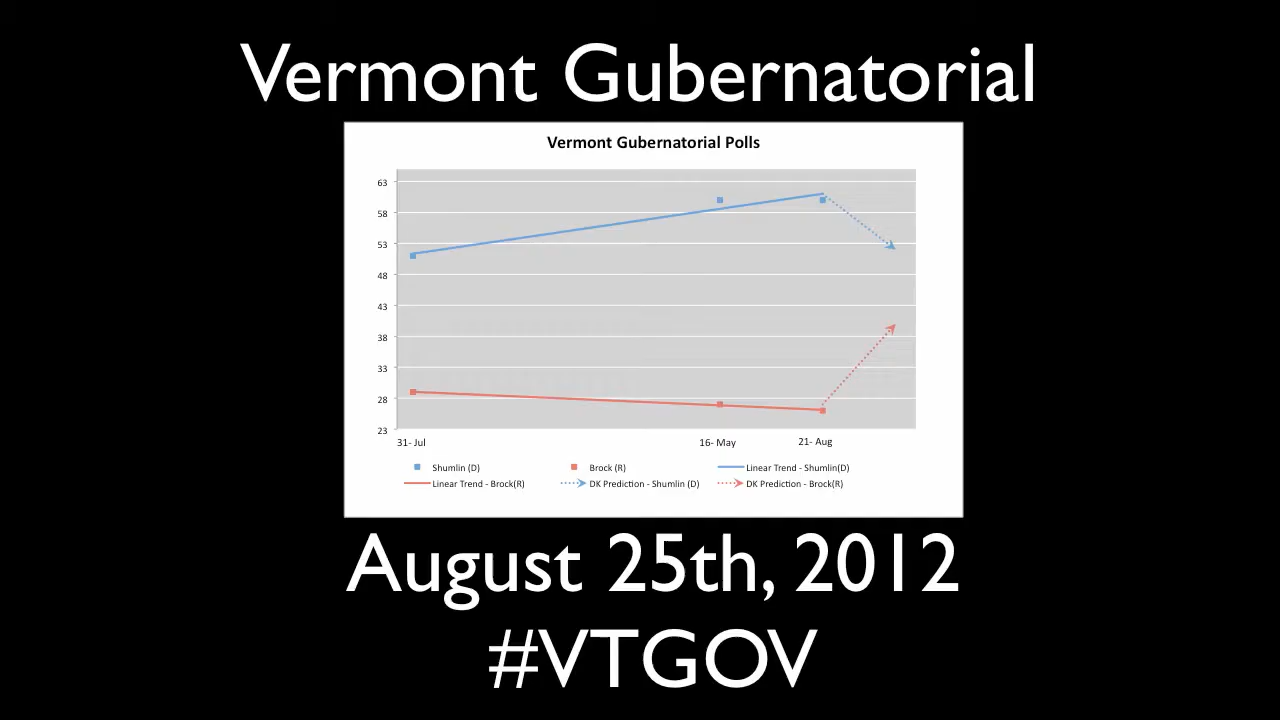 Vermont Gubernatorial
Vermont Gubernatorial Polls
63
58
53
48
43
38
33
28
23
31- Jul 16- May 21- Aug
Shumlin (D) Brock (R) Linear Trend - Shumlin(D)
Linear Trend - Brock(R) DK Prediction - Shumlin (D) DK Prediction - Brock(R)
August 25th, 2012
#VTGOV